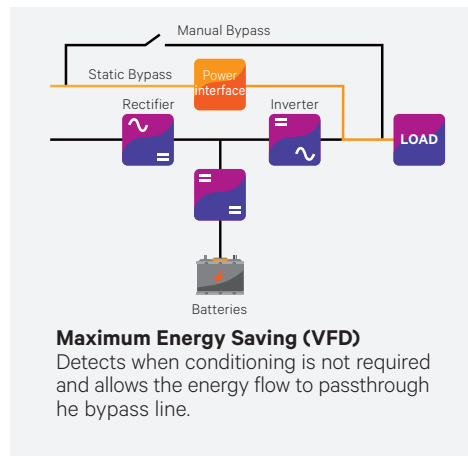 Manual Bypass
Static Bypass
Power
interface
Rectifier
Inverter
LOAD
Batteries
Maximum Energy Saving (VFD)
Detects when conditioning is not required
and allows the energy flow to passthrough
he bypass line.